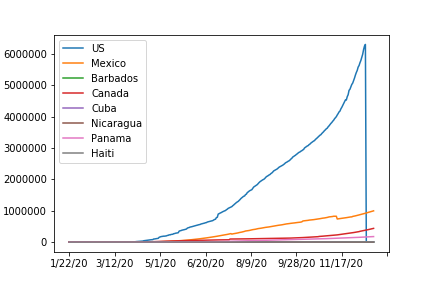 6000000
5000000
4000000
3000000
2000000
1000000
0
US
Mexico
Barbados
Canada
Cuba
Nicaragua
Panama
Haiti
1/22/20 3/12/20 5/1/20 6/20/20 8/9/20 9/28/20 11/17/20